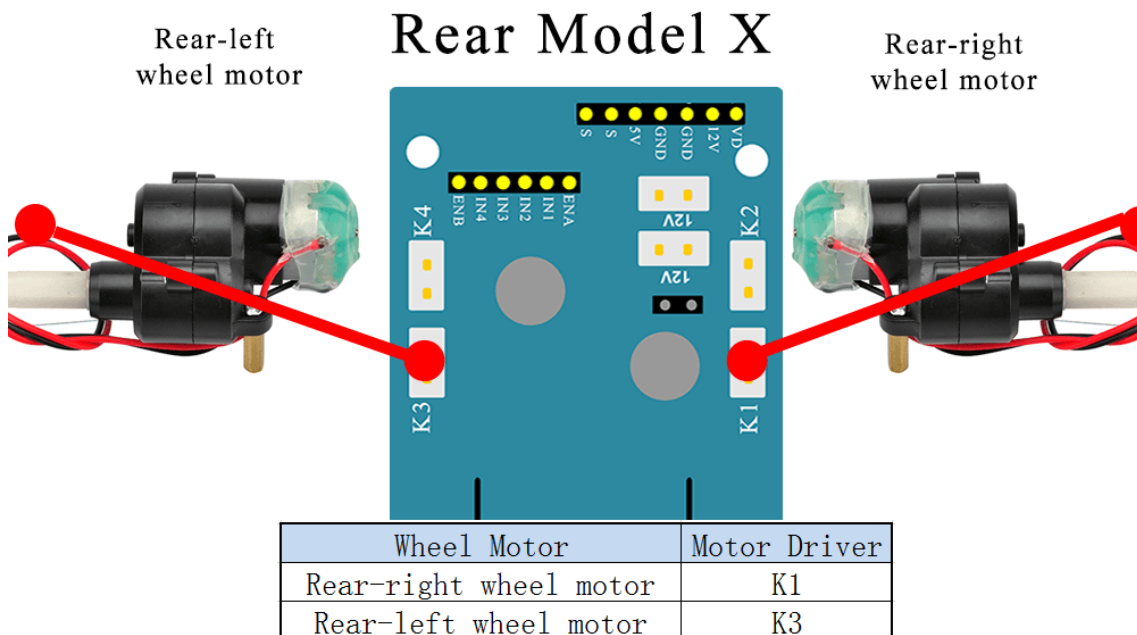 Rear Model X
Rear-left
wheel motor
Rear-right
wheel motor
S S 5V GND GND 12V VD
ENB IN4 IN3 IN2 IN1 ENA
12V
12V
K4
K2
K3
K1
Wheel Motor Motor Driver
Rear-right wheel motor K1
Rear-left wheel motor K3